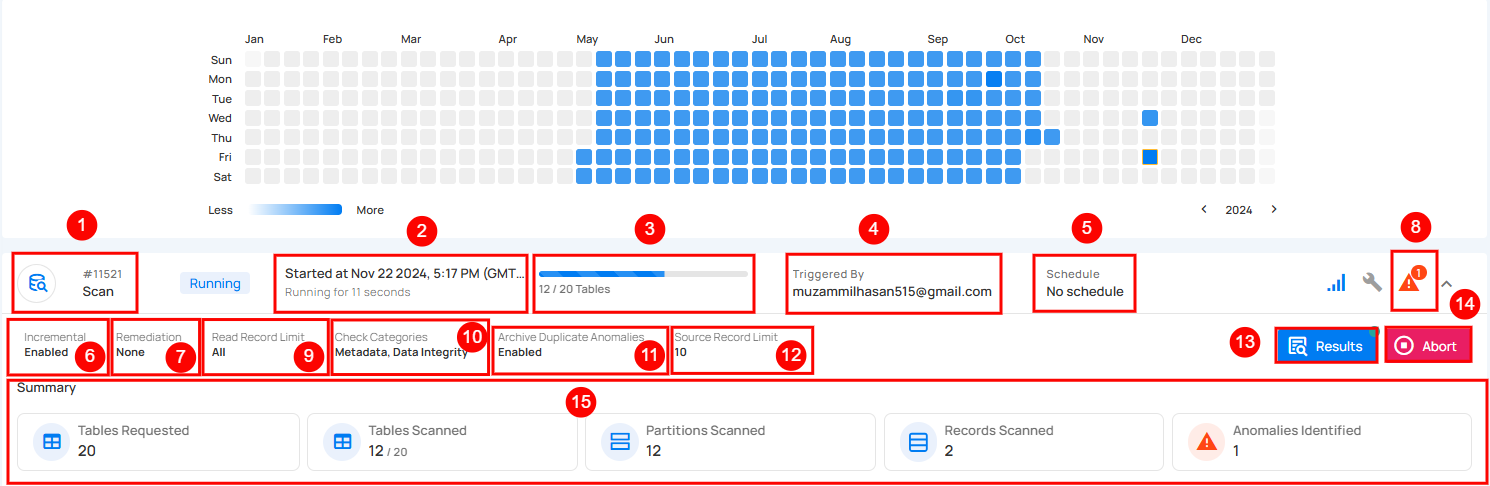 Jan Feb Mar Apr May Jun Jul Aug Sep Oct Nov Dec
Sun
Mon
Tue
Wed
Thu
Fri
Sat
Less More
2024
1 2 3 4 5 8
#11521
Scan
Running
Started at Nov 22 2024, 5:17 PM (GMT...
Running for 11 seconds
12 / 20 Tables
Triggered By
muzammilhasan515@gmail.com
Schedule
No schedule
1
14
Incremental
Enabled
6
Remediation
None
7
Read Record Limit
All
9
Check Categories
Metadata, Data Integrity
10
Archive Duplicate Anomalies
Enabled
11
Source Record Limit
10
12
13
Results
Abort
Summary
15
Tables Requested
20
Tables Scanned
12 / 20
Partitions Scanned
12
Records Scanned
2
Anomalies Identified
1